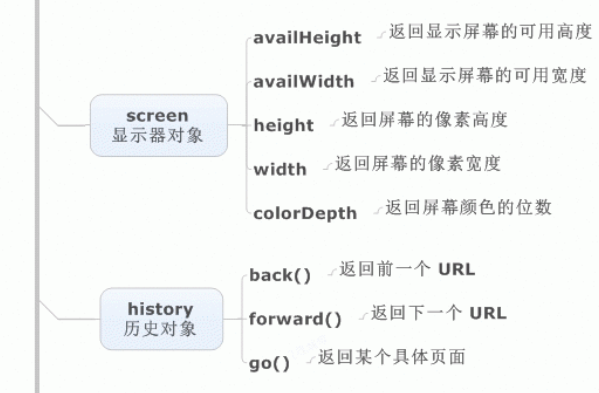 availHeight 返回显示屏幕的可用高度
availWidth 返回显示屏幕的可用宽度
screen
显示器对象
height 返回屏幕的像素高度
width 返回屏幕的像素宽度
colorDepth 返回屏幕颜色的位数
back() 返回前一个 URL
history
历史对象
forward() 返回下一个 URL
go() 返回某个具体页面